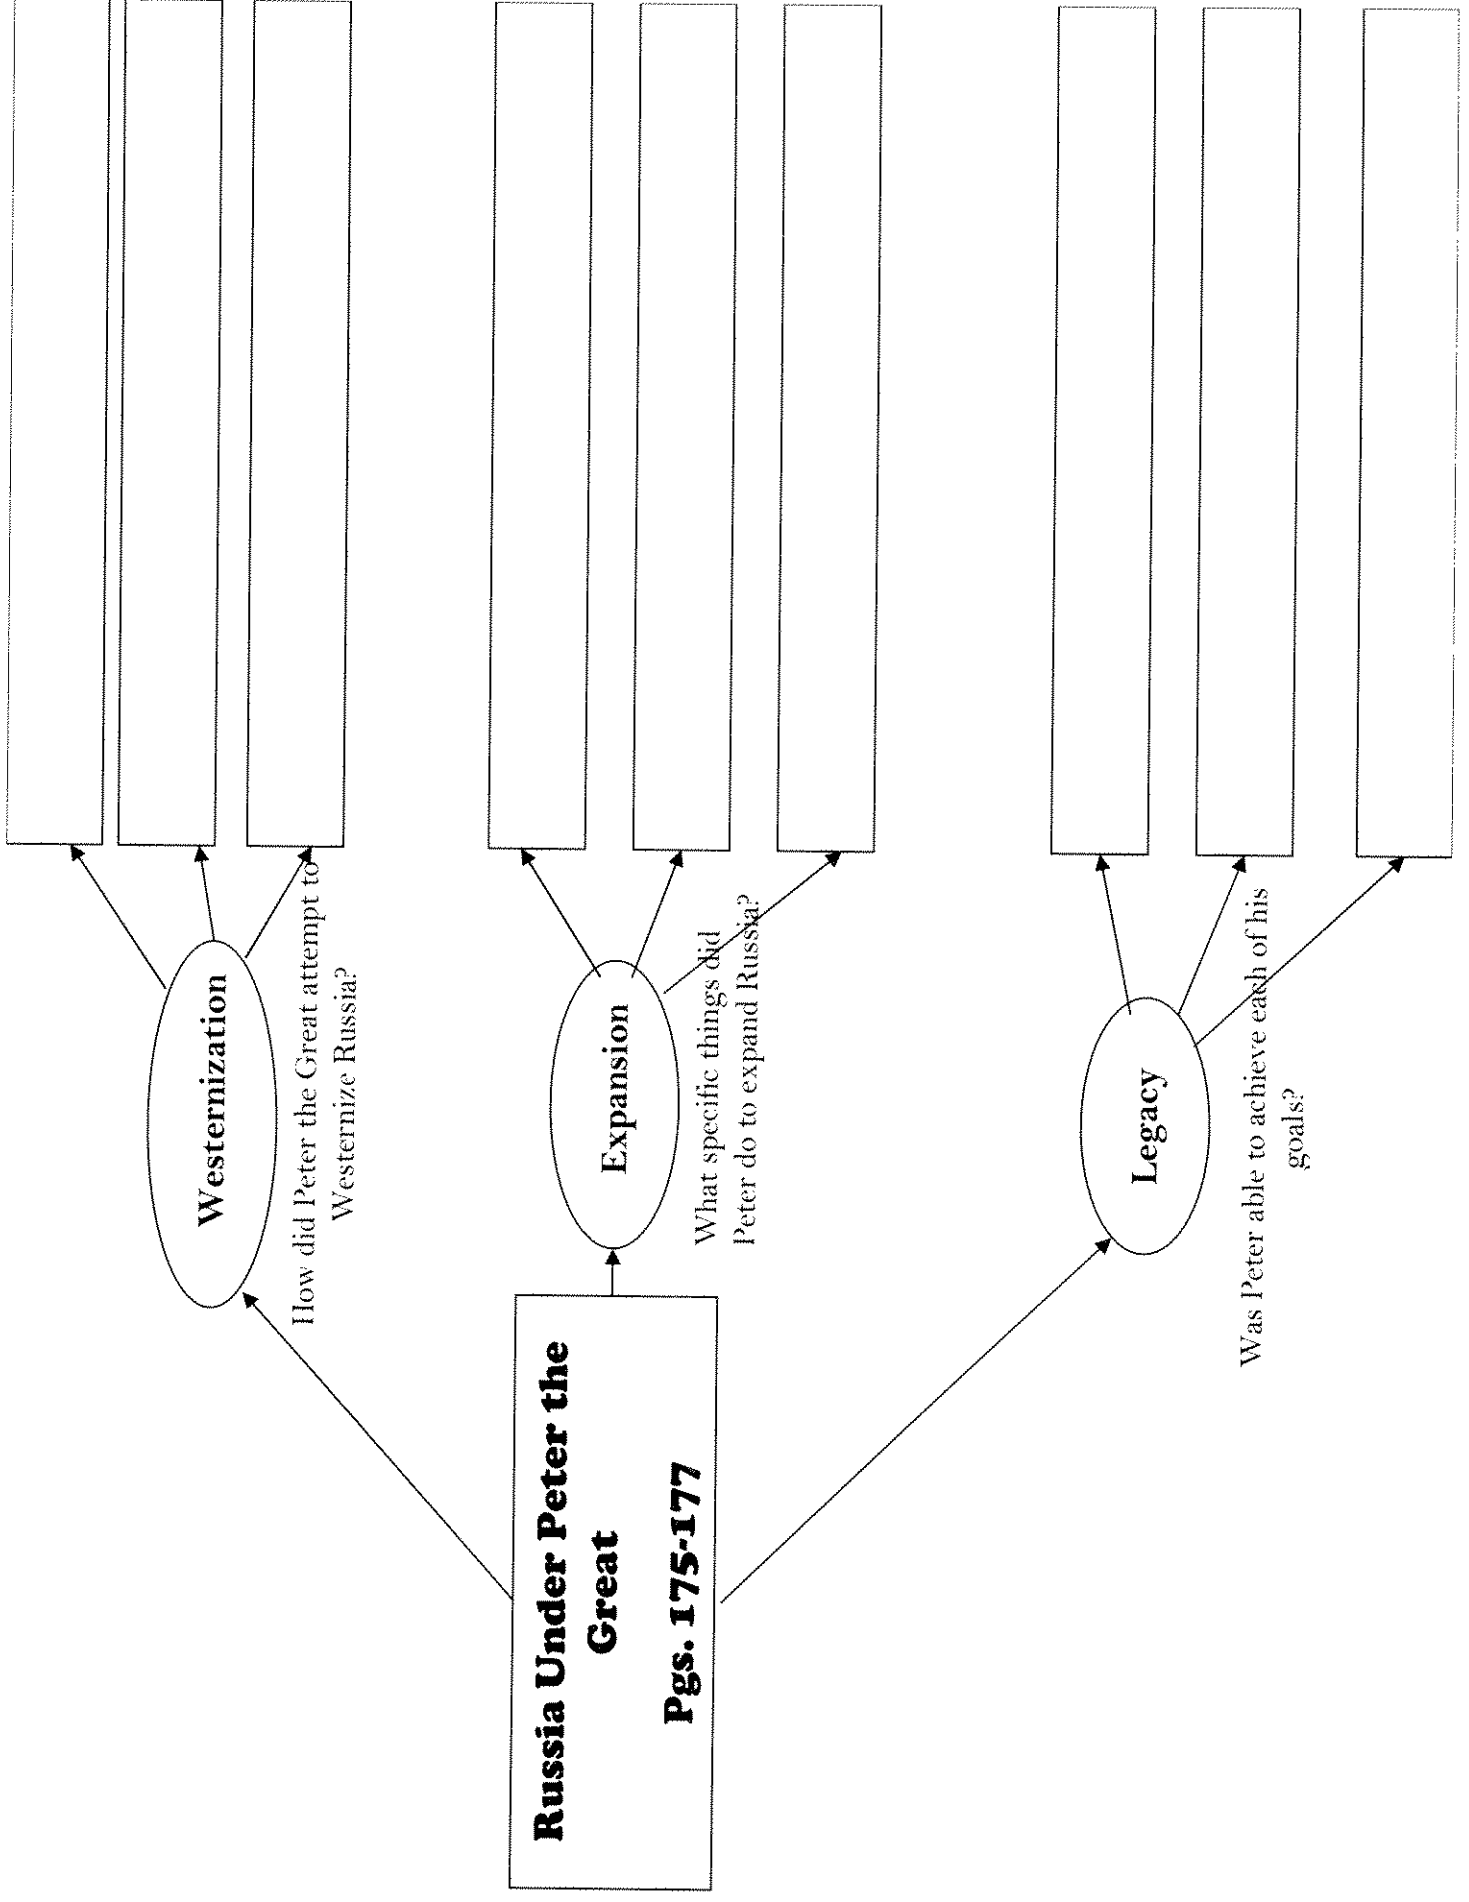 Russia Under Peter the
Great
Pgs. 175-177
Westernization
How did Peter the Great attempt to
Westernize Russia?
Expansion
What specific things did
Peter do to expand Russia?
Legacy
Was Peter able to achieve each of his
goals?